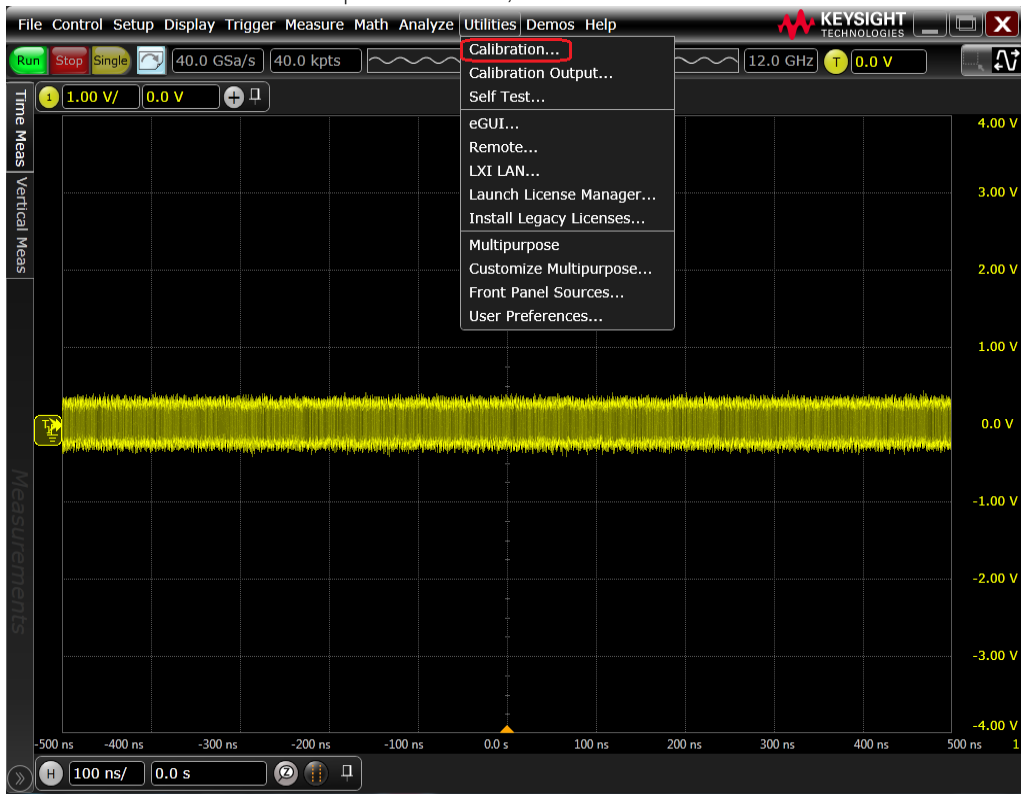 File Control Setup Display Trigger Measure Math Analyze Utilities Demos Help
KEYSIGHT
TECHNOLOGIES
X
Run Stop Single 40.0 GSa/s 40.0 kpts 12.0 GHz T 0.0 V
Calibration...
Calibration Output...
Self Test...
eGUI...
Remote...
LXI LAN...
Launch License Manager...
Install Legacy Licenses...
Multipurpose
Customize Multipurpose...
Front Panel Sources...
User Preferences...
1 1.00 V/ 0.0 V +
Time Meas
Vertical Meas
Measurements
4.00 V
3.00 V
2.00 V
1.00 V
0.0 V
-1.00 V
-2.00 V
-3.00 V
-4.00 V
T
-500 ns -400 ns -300 ns -200 ns -100 ns 0.0 s 100 ns 200 ns 300 ns 400 ns 500 ns 1
H 100 ns/ 0.0 s Z